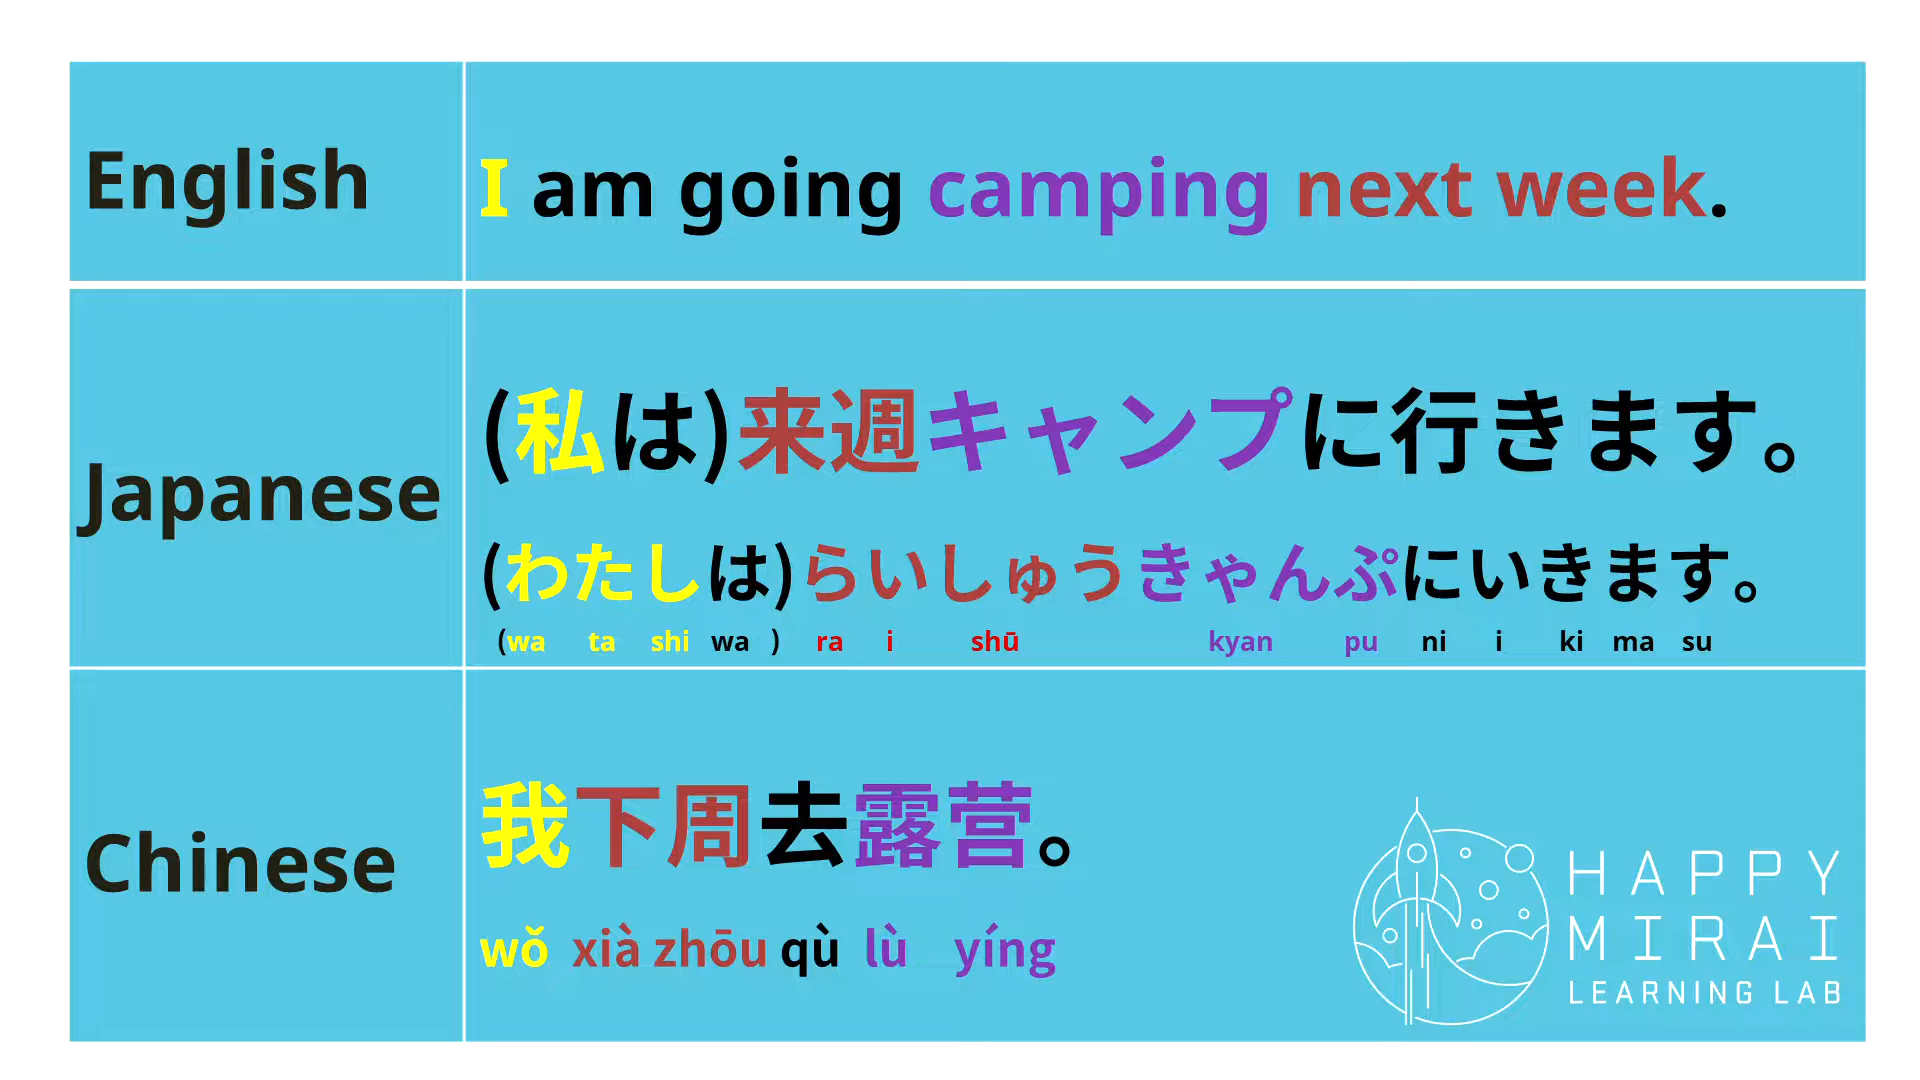 English
I am going camping next week.
Japanese
(私は)来週キャンプに行きます。
(わたしは)らいしゅうきゃんぷにいきます。
(wa ta shi wa ) ra i shū kyan pu ni i ki ma su
Chinese
我下周去露营。
wǒ xià zhōu qù lù yíng
HAPPY
MIRAI
LEARNING LAB